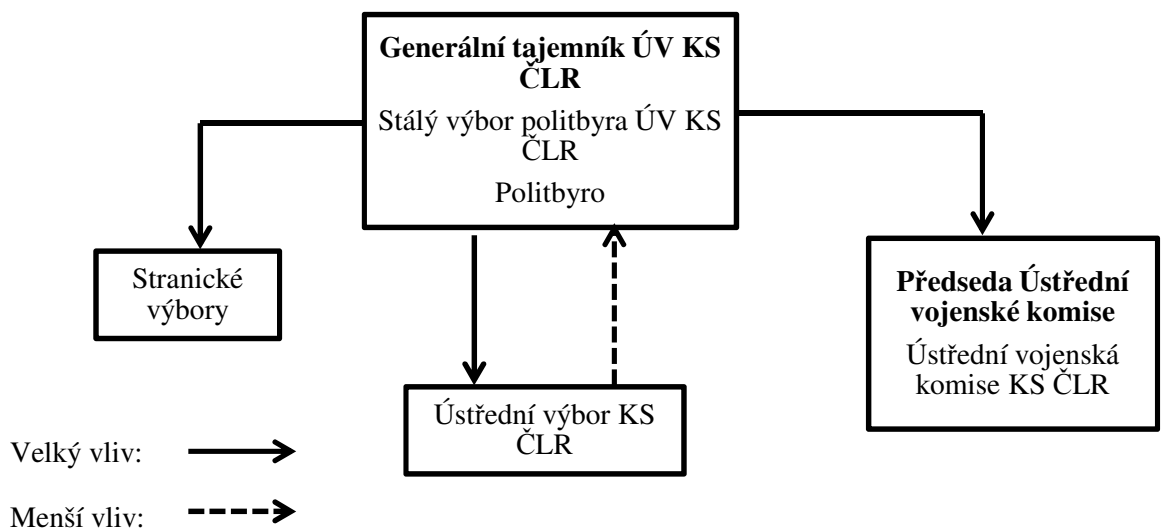 Generální tajemník ÚV KS
ČLR
Stálý výbor politbyra ÚV KS
ČLR
Politbyro
Stranické
výbory
Předseda Ústřední
vojenské komise
Ústřední vojenská
komise KS ČLR
Ústřední výbor KS
ČLR
Velký vliv:
Menší vliv: